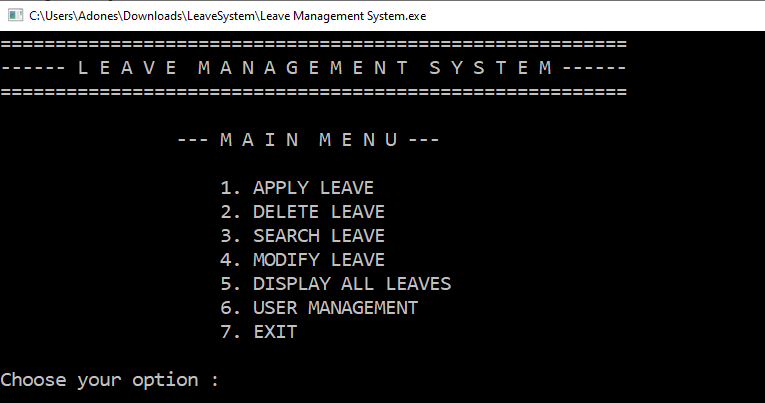 C:\Users\Adones\Downloads\LeaveSystem\Leave Management System.exe
=========================================================
------ L E A V E  M A N A G E M E N T  S Y S T E M ------
=========================================================
--- M A I N  M E N U ---
1. APPLY LEAVE
2. DELETE LEAVE
3. SEARCH LEAVE
4. MODIFY LEAVE
5. DISPLAY ALL LEAVES
6. USER MANAGEMENT
7. EXIT
Choose your option :